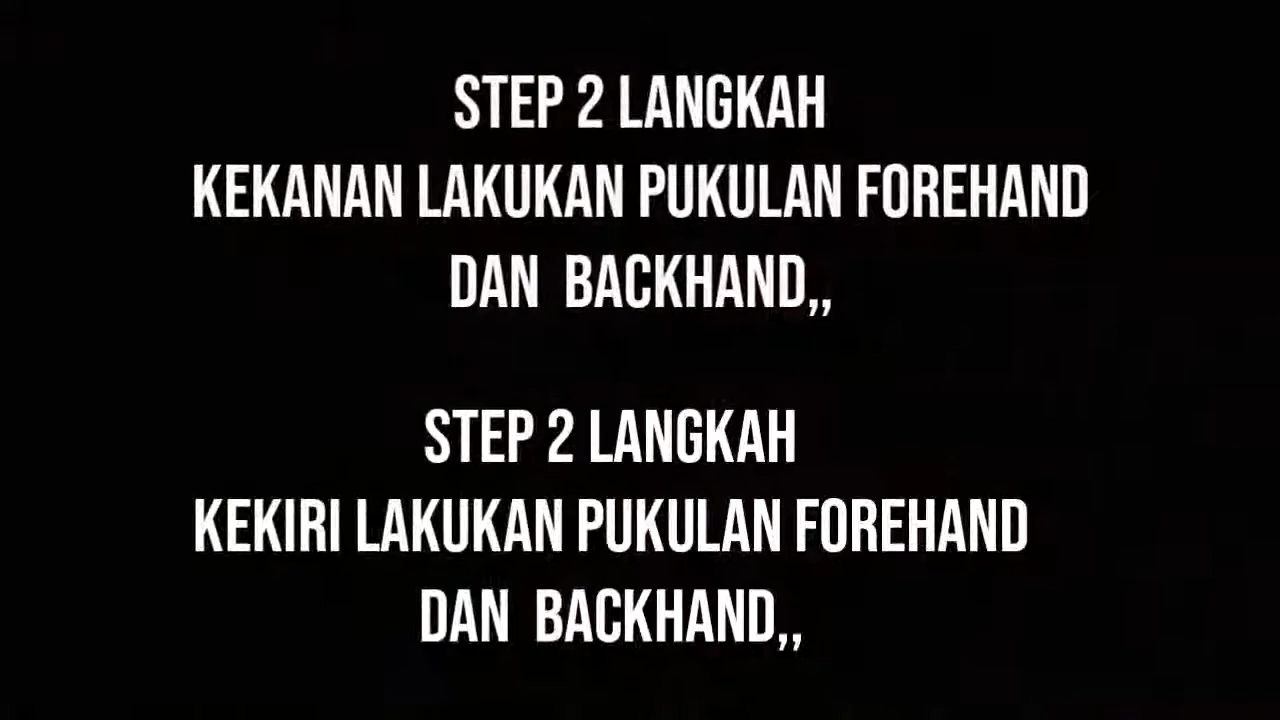 STEP 2 LANGKAH
KEKANAN LAKUKAN PUKULAN FOREHAND
DAN BACKHAND,,
STEP 2 LANGKAH
KEKIRI LAKUKAN PUKULAN FOREHAND
DAN BACKHAND,,